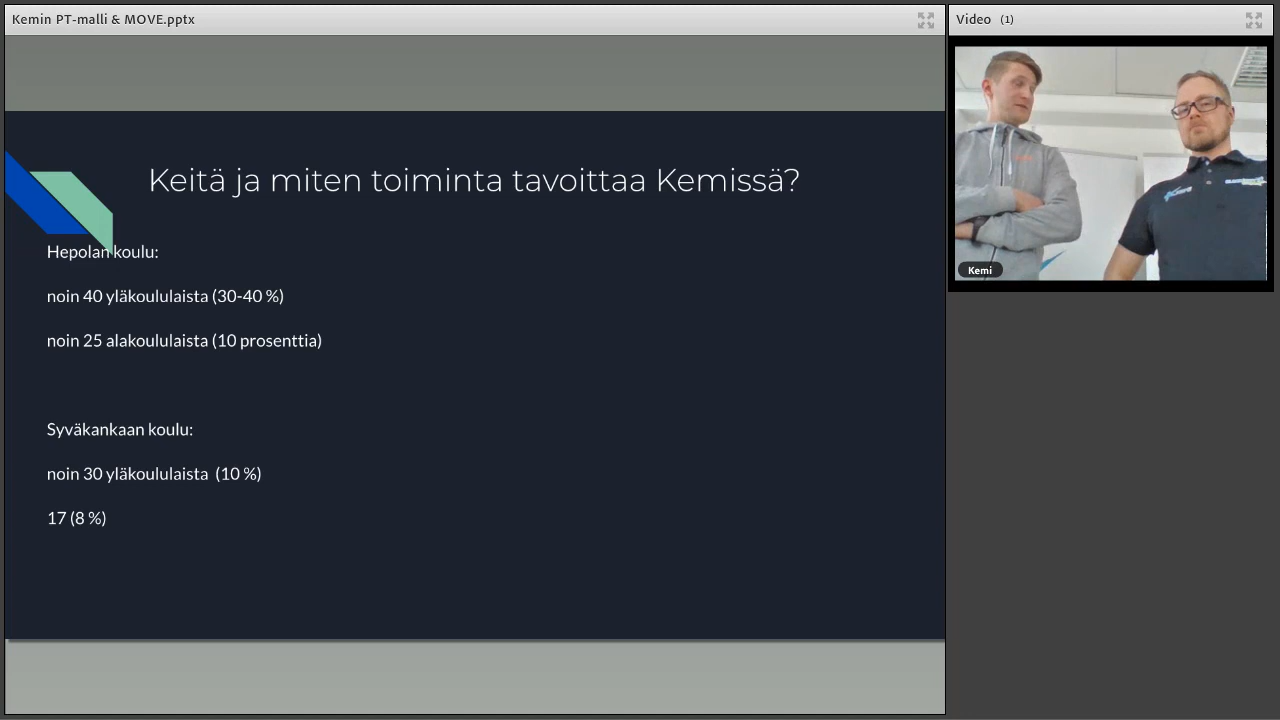 Kemin PT-malli & MOVE.pptx
Video (1)
Keitä ja miten toiminta tavoittaa Kemissä?
Hepolan koulu:
noin 40 yläkoululaista (30-40 %)
noin 25 alakoululaista (10 prosenttia)
Syväkankaan koulu:
noin 30 yläkoululaista (10 %)
17 (8 %)
Kemi